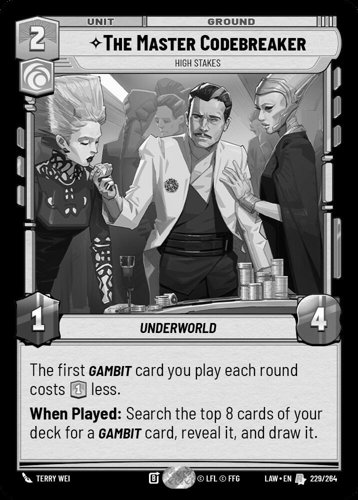 UNIT GROUND
2
✧The Master Codebreaker
HIGH STAKES
1
4
UNDERWORLD
The first GAMBIT card you play each round
costs 1 less.
When Played: Search the top 8 cards of your
deck for a GAMBIT card, reveal it, and draw it.
TERRY WEI © LFL © FFG LAW • EN 229/264